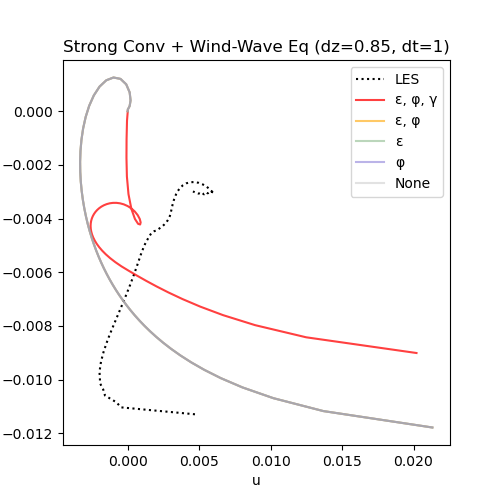 Strong Conv + Wind-Wave Eq (dz=0.85, dt=1)
LES
ε, φ, γ
ε, φ
ε
φ
None
0.000
−0.002
−0.004
−0.006
−0.008
−0.010
−0.012
0.000 0.005 0.010 0.015 0.020
u